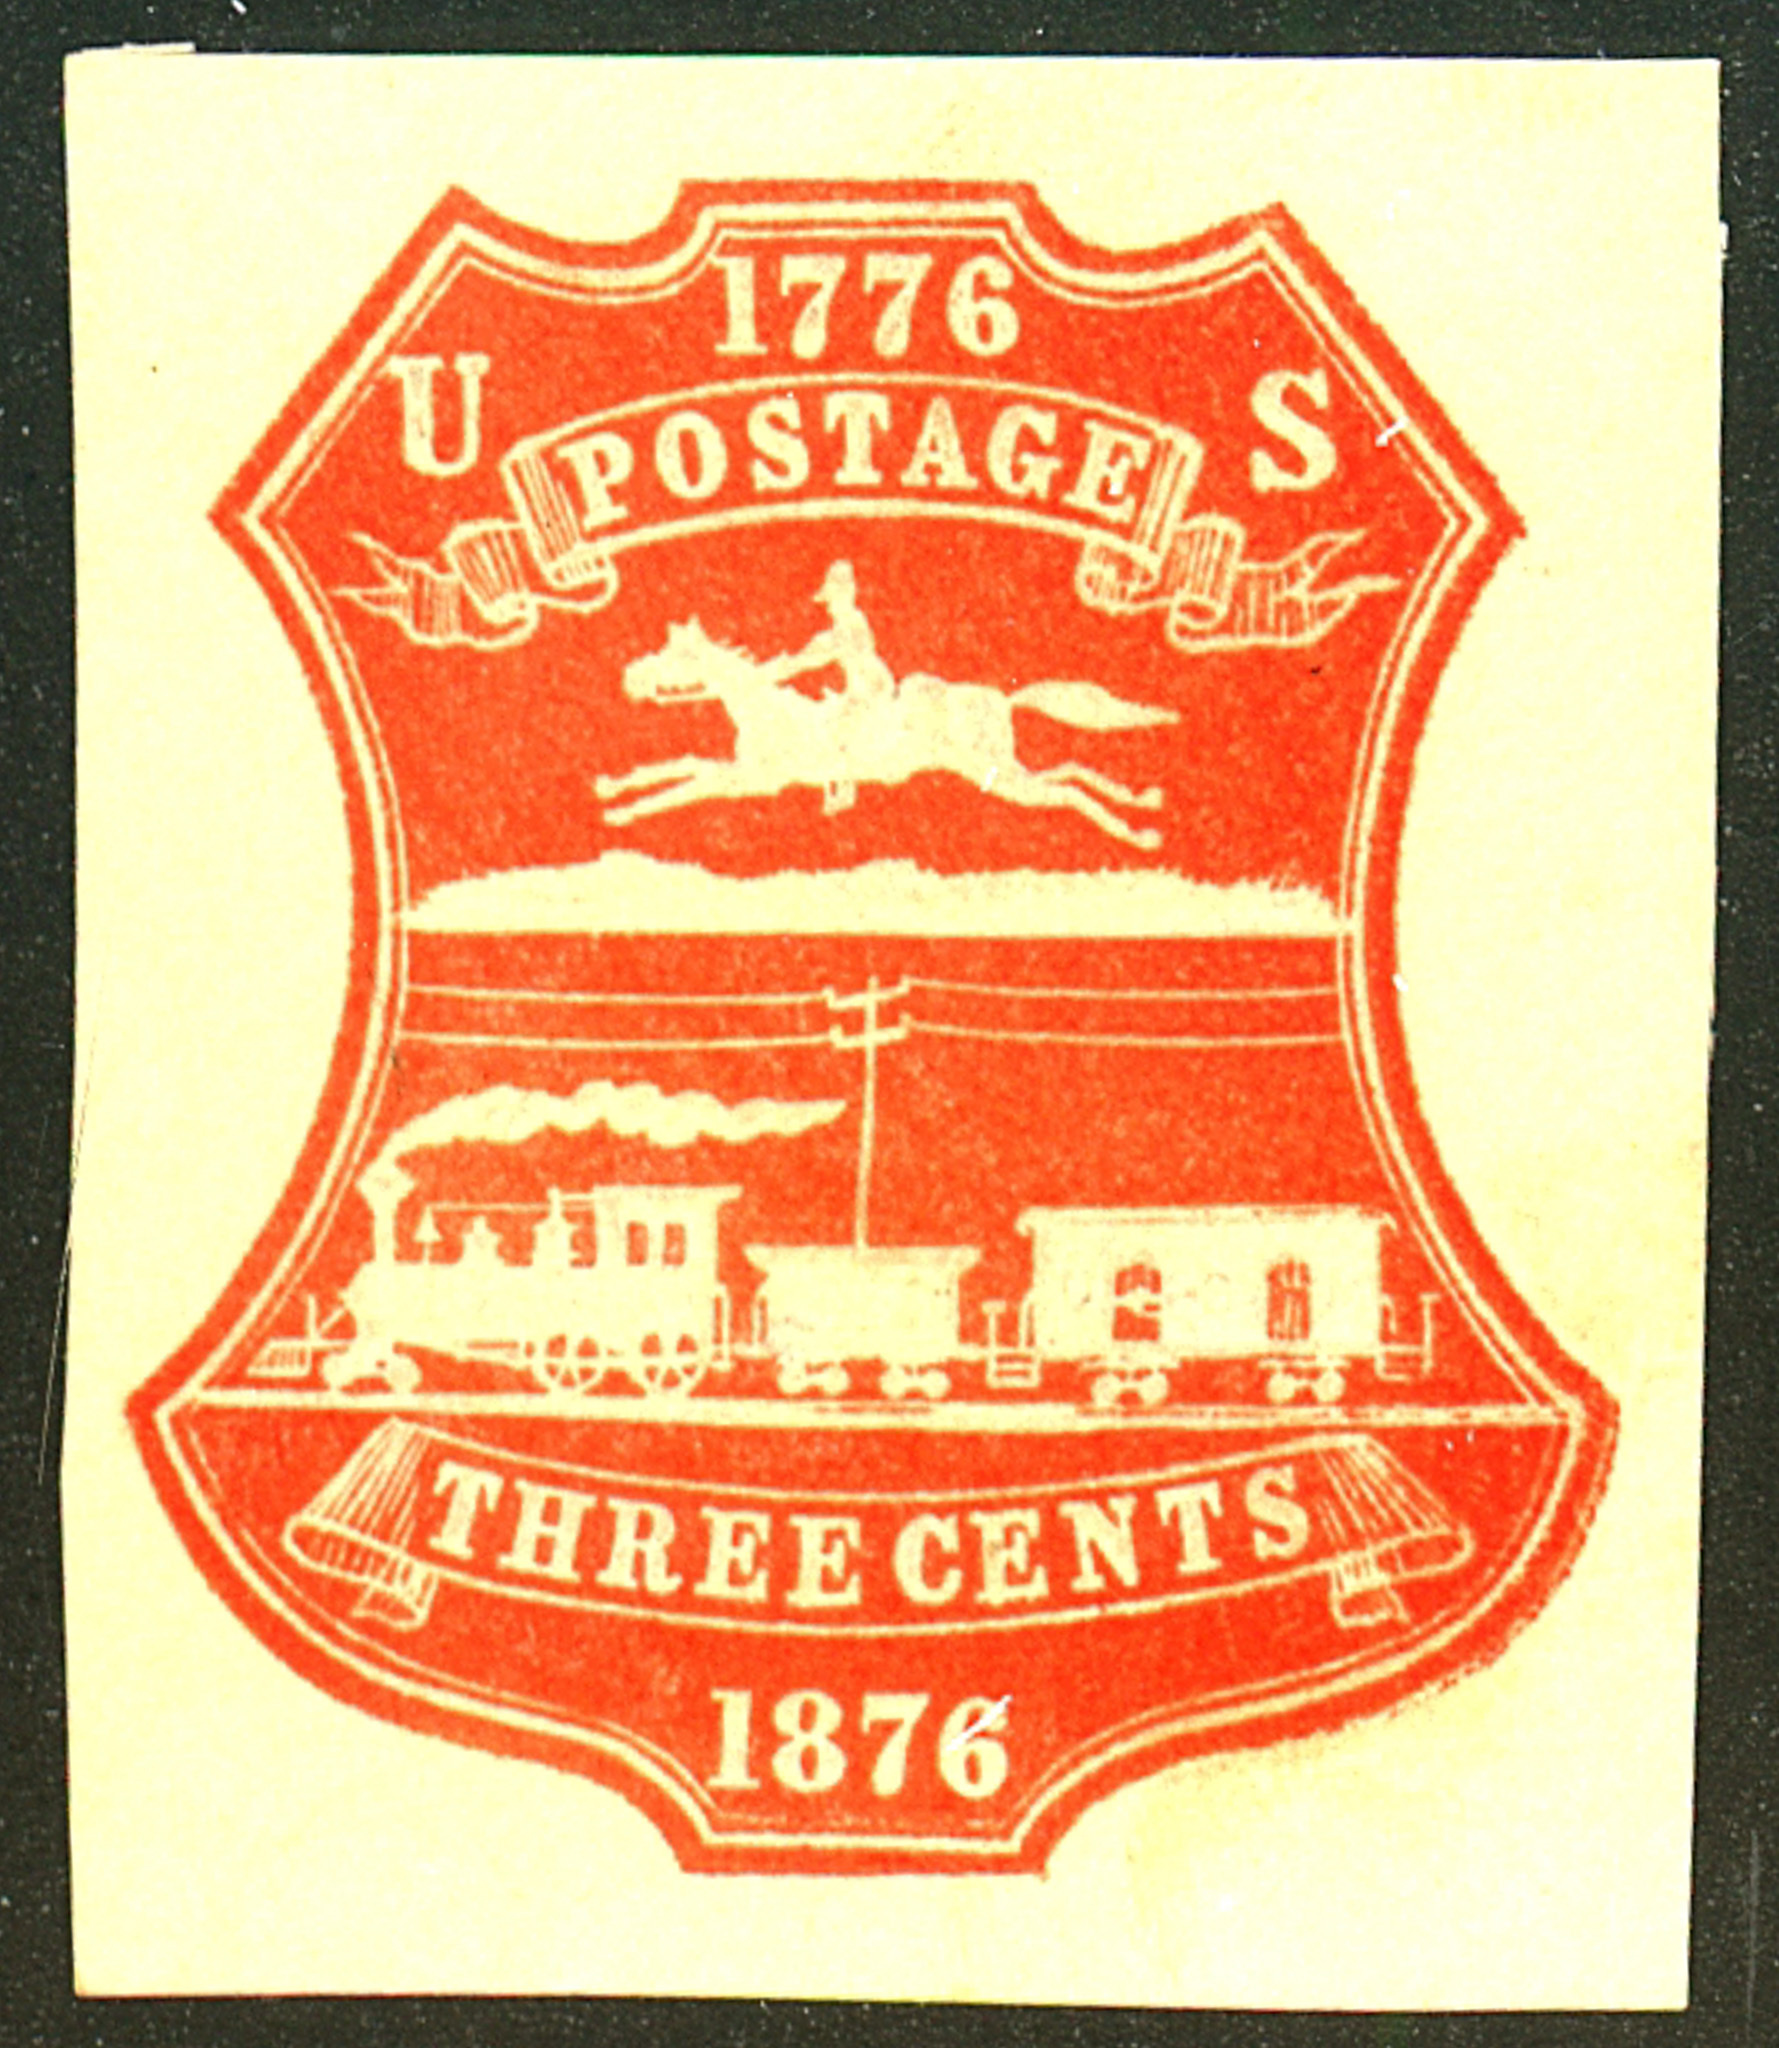 1776
U S
POSTAGE
THREE CENTS
1876